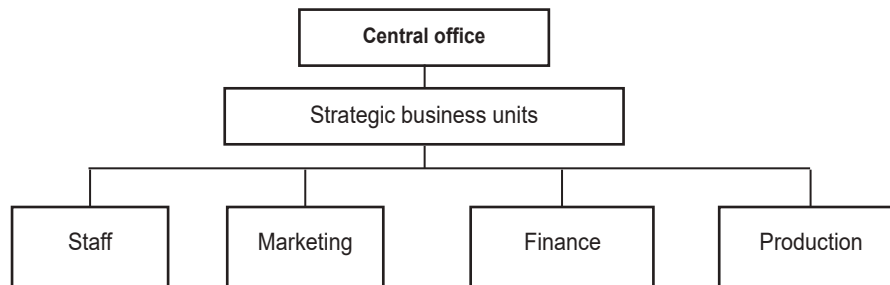 Central office
Strategic business units
Staff
Marketing
Finance
Production